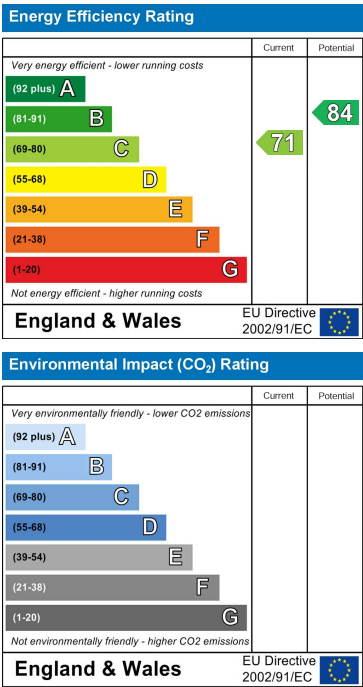 Energy Efficiency Rating
Current Potential
Very energy efficient - lower running costs
(92 plus) A
(81-91) B
84
(69-80) C
71
(55-68) D
(39-54) E
(21-38) F
(1-20) G
Not energy efficient - higher running costs
England & Wales
EU Directive
2002/91/EC
Environmental Impact (CO₂) Rating
Current Potential
Very environmentally friendly - lower CO2 emissions
(92 plus) A
(81-91) B
(69-80) C
(55-68) D
(39-54) E
(21-38) F
(1-20) G
Not environmentally friendly - higher CO2 emissions
England & Wales
EU Directive
2002/91/EC